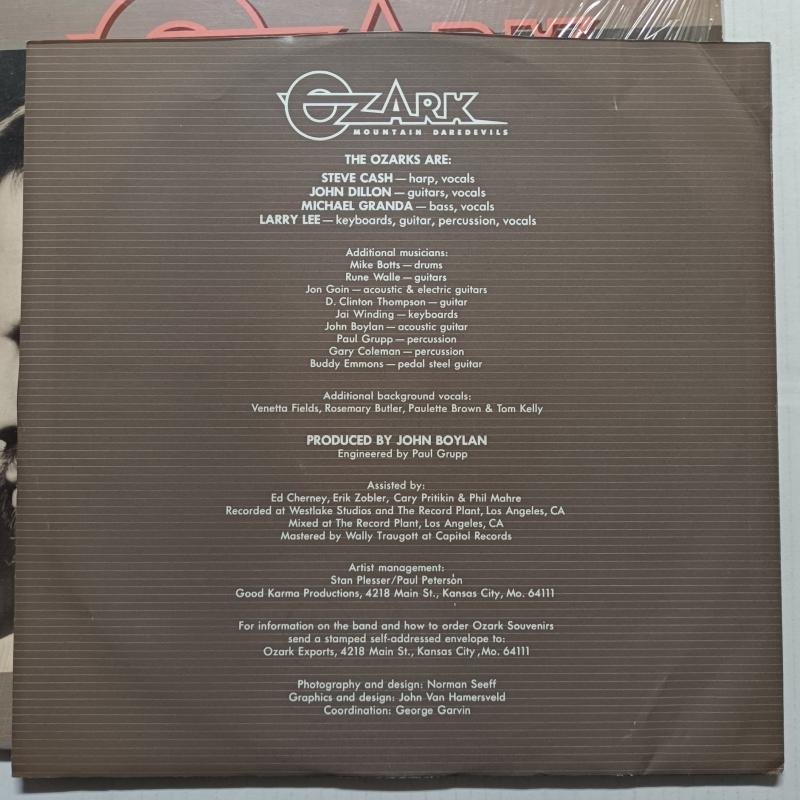 OZARK
OZARK
MOUNTAIN DAREDEVILS
THE OZARKS ARE:
STEVE CASH — harp, vocals
JOHN DILLON — guitars, vocals
MICHAEL GRANDA — bass, vocals
LARRY LEE — keyboards, guitar, percussion, vocals
Additional musicians:
Mike Botts — drums
Rune Walle — guitars
Jon Goin — acoustic & electric guitars
D. Clinton Thompson — guitar
Jai Winding — keyboards
John Boylan — acoustic guitar
Paul Grupp — percussion
Gary Coleman — percussion
Buddy Emmons — pedal steel guitar
Additional background vocals:
Venetta Fields, Rosemary Butler, Paulette Brown & Tom Kelly
PRODUCED BY JOHN BOYLAN
Engineered by Paul Grupp
Assisted by:
Ed Cherney, Erik Zobler, Cary Pritikin & Phil Mahre
Recorded at Westlake Studios and The Record Plant, Los Angeles, CA
Mixed at The Record Plant, Los Angeles, CA
Mastered by Wally Traugott at Capitol Records
Artist management:
Stan Plesser/Paul Peterson
Good Karma Productions, 4218 Main St., Kansas City, Mo. 64111
For information on the band and how to order Ozark Souvenirs
send a stamped self-addressed envelope to:
Ozark Exports, 4218 Main St., Kansas City, Mo. 64111
Photography and design: Norman Seeff
Graphics and design: John Van Hamersveld
Coordination: George Garvin